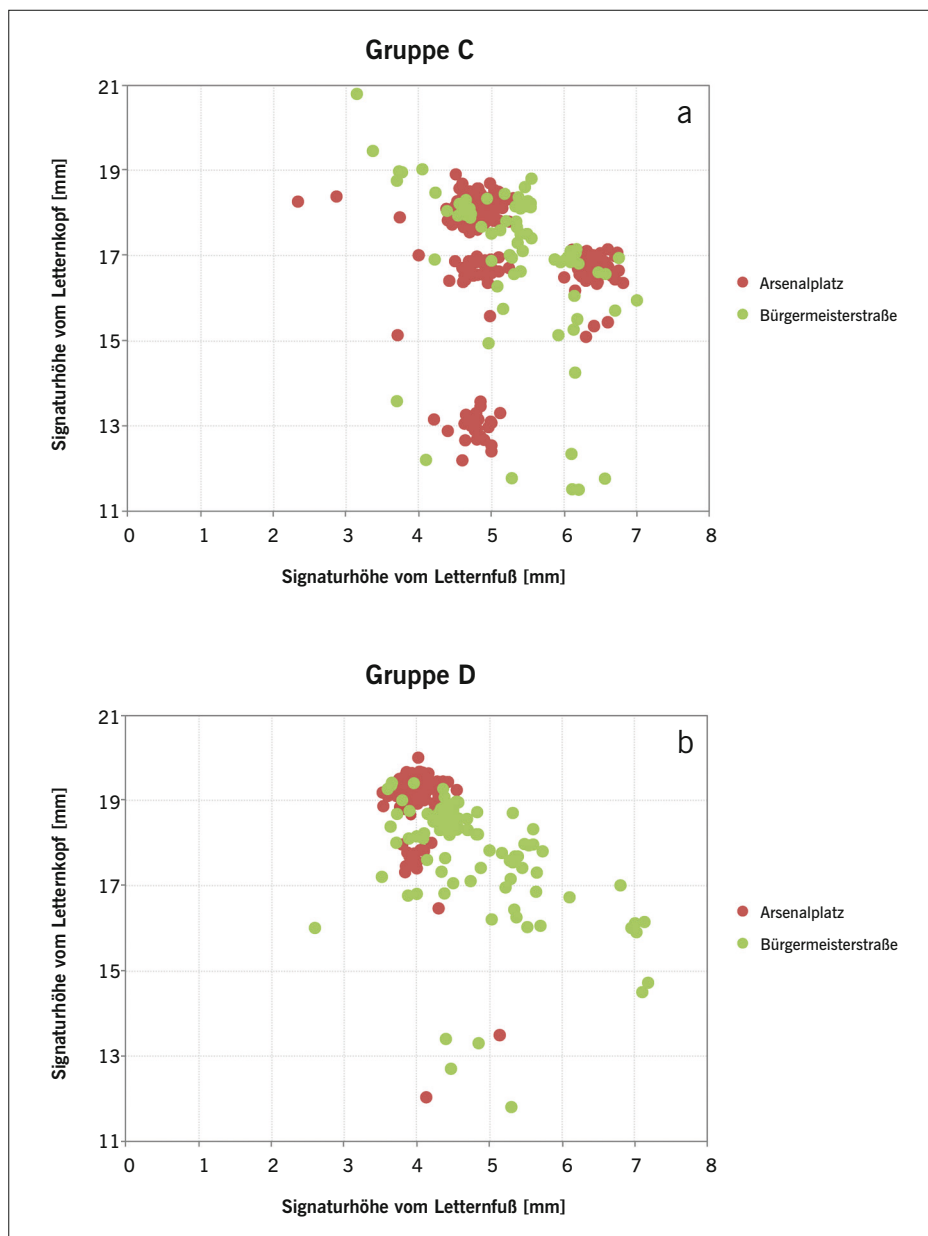 Gruppe C
a
21
19
17
15
13
11
0 1 2 3 4 5 6 7 8
Signaturhöhe vom Letternkopf [mm]
Signaturhöhe vom Letternfuß [mm]
Arsenalplatz
Bürgermeisterstraße
Gruppe D
b
21
19
17
15
13
11
0 1 2 3 4 5 6 7 8
Signaturhöhe vom Letternkopf [mm]
Signaturhöhe vom Letternfuß [mm]
Arsenalplatz
Bürgermeisterstraße